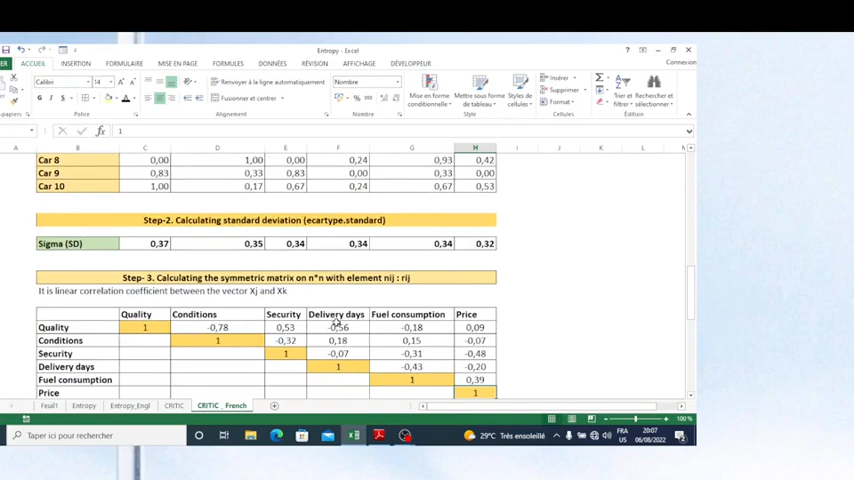 Entropy - Excel
ACCUEIL INSERTION FORMULAIRE MISE EN PAGE FORMULES DONNÉES RÉVISION AFFICHAGE DÉVELOPPEUR
Connexion
Calibri 14 Renvoyer à la ligne automatiquement Nombre
G Fusionner et centrer
Mise en forme conditionnelle
Mettre sous forme de tableau
Styles de cellules
Insérer
Supprimer
Format
Trier et filtrer
Rechercher et sélectionner
Police Alignement Nombre Style Cellules Édition
fx 1
A B C D E F G H I J K L
Car 8 0,00 1,00 0,00 0,24 0,93 0,42
Car 9 0,83 0,33 0,67 0,00 0,33 0,00
Car 10 1,00 0,17 0,67 0,24 0,67 0,53
Step-2. Calculating standard deviation (ecartype.standard)
Sigma (SD) 0,37 0,35 0,34 0,34 0,34 0,32
Step- 3. Calculating the symmetric matrix on n*n with element nij : rij
It is linear correlation coefficient between the vector Xj and Xk
Quality Conditions Security Delivery days Fuel consumption Price
Quality 1 -0,78 0,53 -0,56 -0,18 0,09
Conditions 1 -0,32 0,18 0,15 -0,07
Security 1 -0,07 -0,31 -0,48
Delivery days 1 -0,43 -0,20
Fuel consumption 1 0,39
Price 1
Feuil1 Entropy Entropy_Engl CRITIC CRITIC _ French
100 %
Taper ici pour rechercher
29°C Très ensoleillé
FRA
US
20:07
06/08/2022
2